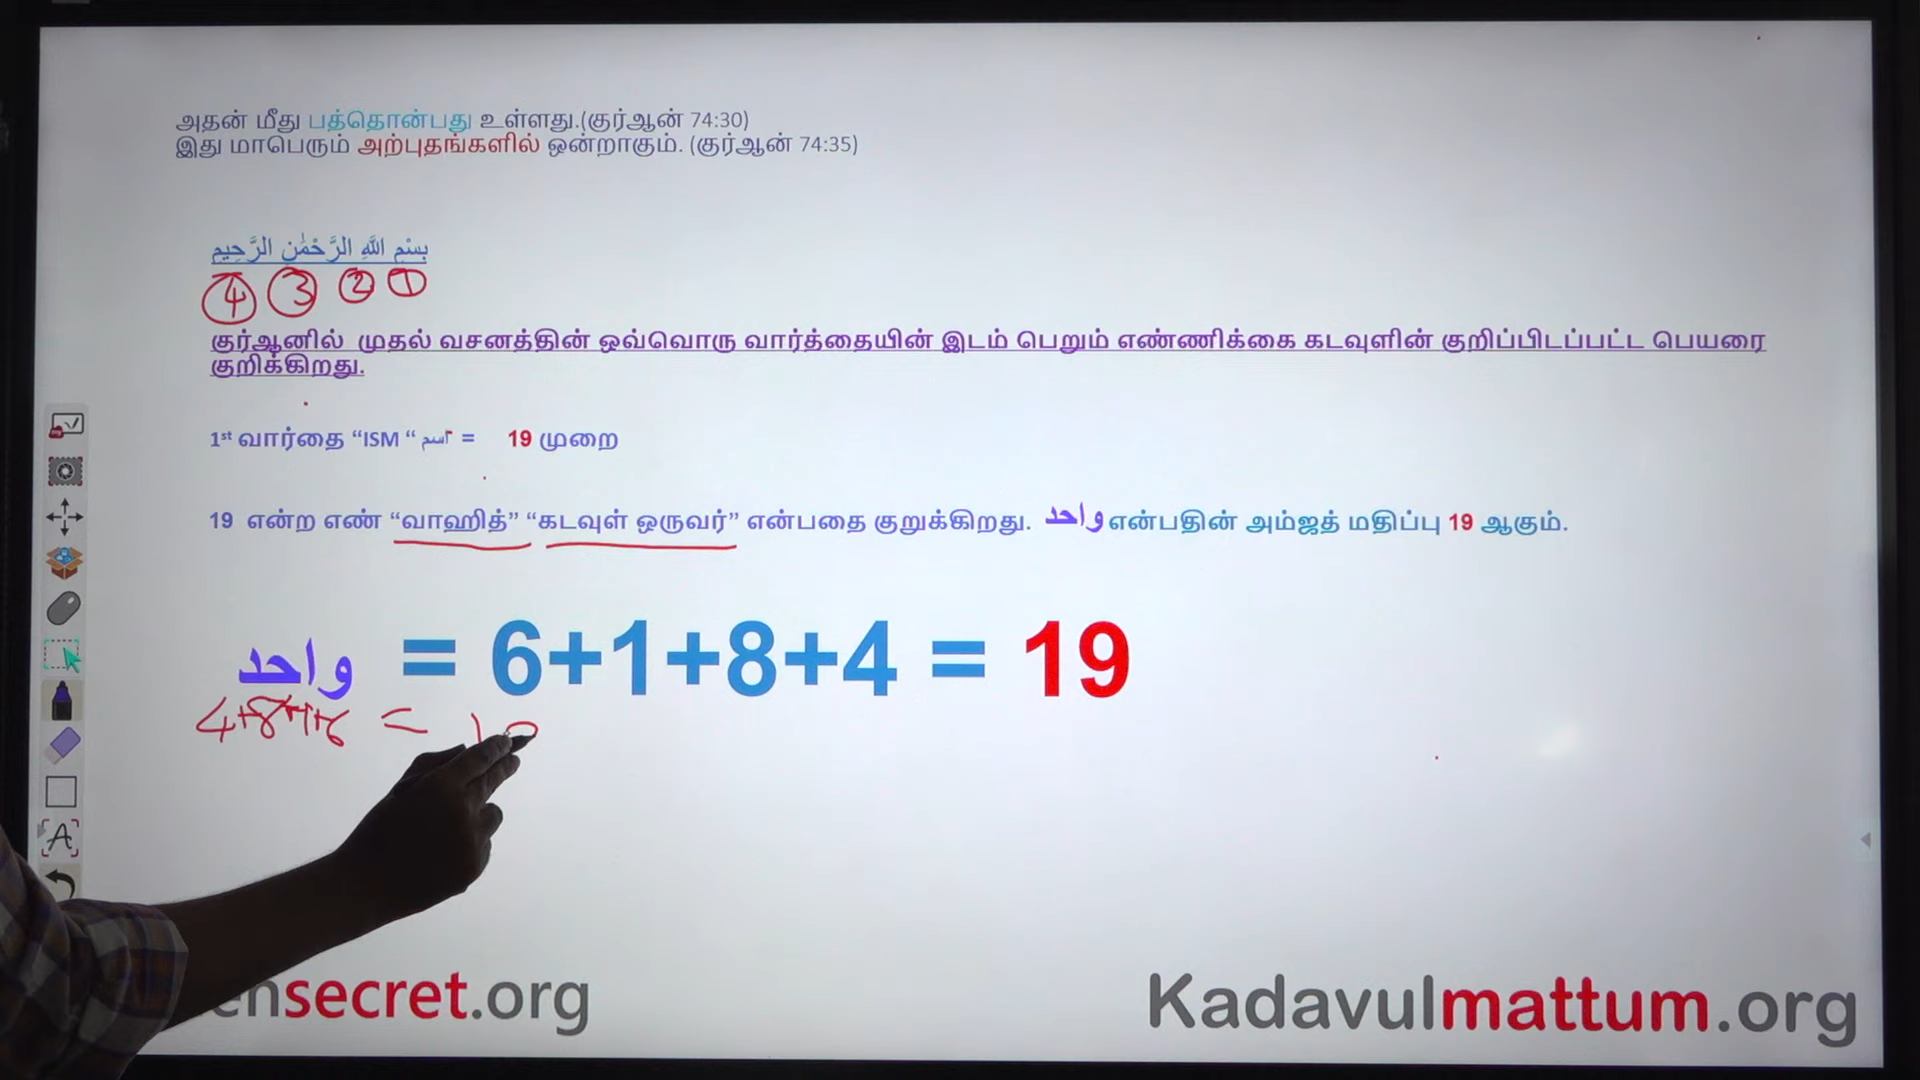 அதன் மீது பத்தொன்பது உள்ளது.(குர்ஆன் 74:30)
இது மாபெரும் அற்புதங்களில் ஒன்றாகும். (குர்ஆன் 74:35)
بِسْمِ اللَّهِ الرَّحْمَٰنِ الرَّحِيمِ
4 3 2 1
குர்ஆனில் முதல் வசனத்தின் ஒவ்வொரு வார்த்தையின் இடம் பெறும் எண்ணிக்கை கடவுளின் குறிப்பிடப்பட்ட பெயரை
குறிக்கிறது.
1st வார்தை “ISM “ اسم = 19 முறை
19 என்ற எண் “வாஹித்” “கடவுள் ஒருவர்” என்பதை குறுக்கிறது. واحد என்பதின் அம்ஜத் மதிப்பு 19 ஆகும்.
واحد = 6+1+8+4 = 19
4+8+1+6 =
ensecret.org
Kadavulmattum.org